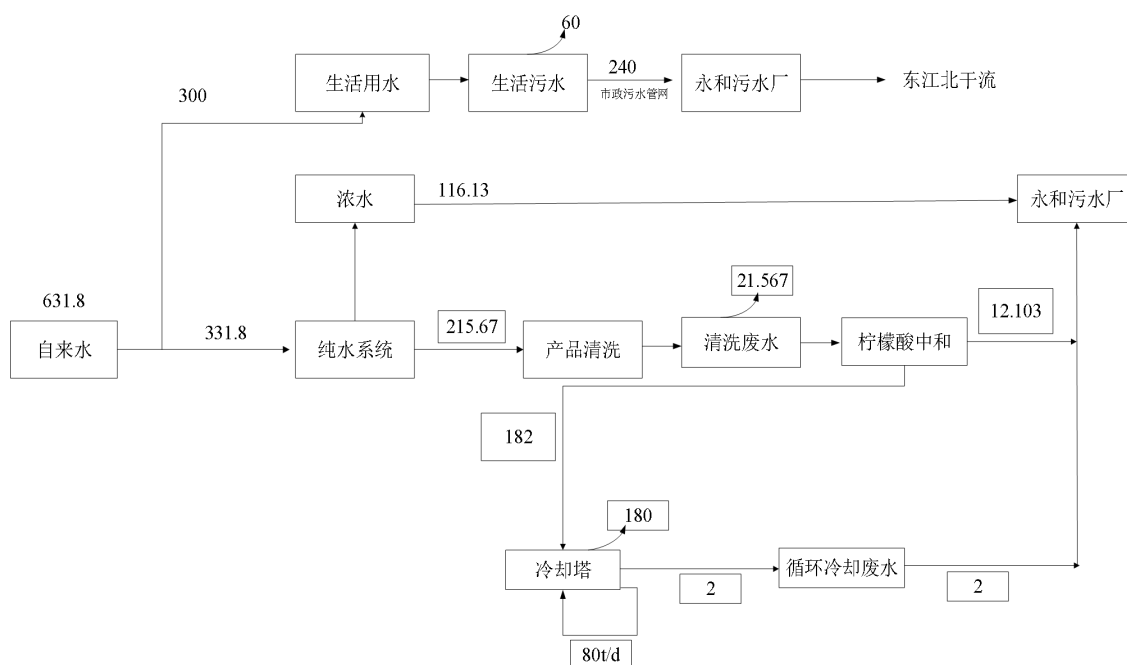 60
生活用水
生活污水
240
市政污水管网
永和污水厂
东江北干流
300
浓水
116.13
永和污水厂
631.8
自来水
331.8
纯水系统
215.67
产品清洗
21.567
清洗废水
柠檬酸中和
12.103
182
180
冷却塔
2
循环冷却废水
2
80t/d